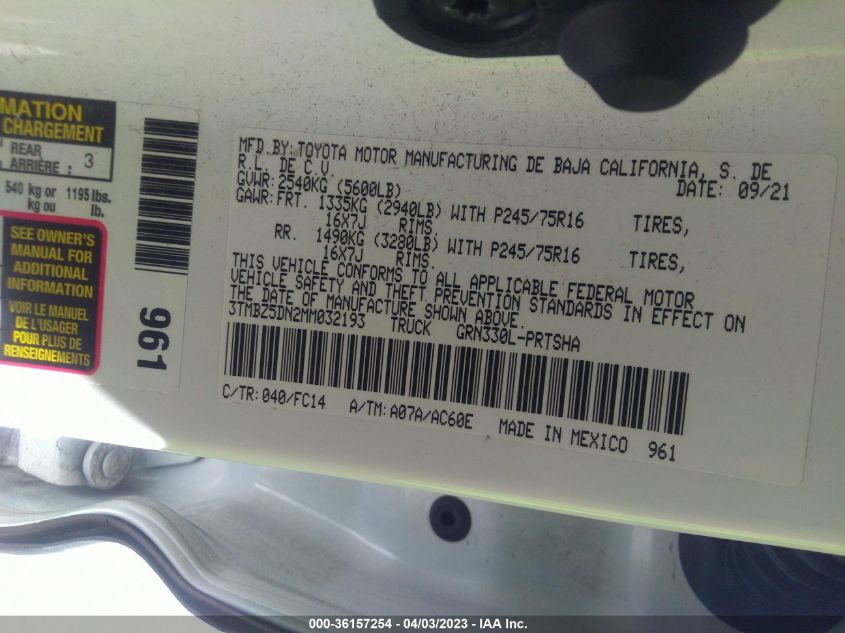 MATION
CHARGEMENT
REAR
ARRIÈRE : 3
540 kg or 1195 lbs.
kg ou lb.
SEE OWNER'S
MANUAL FOR
ADDITIONAL
INFORMATION
VOIR LE MANUEL
DE L'USAGER
POUR PLUS DE
RENSEIGNEMENTS
961
MFD.BY:TOYOTA MOTOR MANUFACTURING DE BAJA CALIFORNIA, S. DE
R.L. DE C.V. DATE: 09/21
GVWR: 2540KG (5600LB)
GAWR:FRT. 1335KG (2940LB) WITH P245/75R16 TIRES,
16X7J RIMS.
RR. 1490KG (3280LB) WITH P245/75R16 TIRES,
16X7J RIMS.
THIS VEHICLE CONFORMS TO ALL APPLICABLE FEDERAL MOTOR
VEHICLE SAFETY AND THEFT PREVENTION STANDARDS IN EFFECT ON
THE DATE OF MANUFACTURE SHOWN ABOVE.
3TMBZ5DN2MM032193 TRUCK GRN330L-PRTSHA
C/TR:040/FC14 A/TM:A07A/AC60E MADE IN MEXICO 961
000-36157254 - 04/03/2023 - IAA Inc.